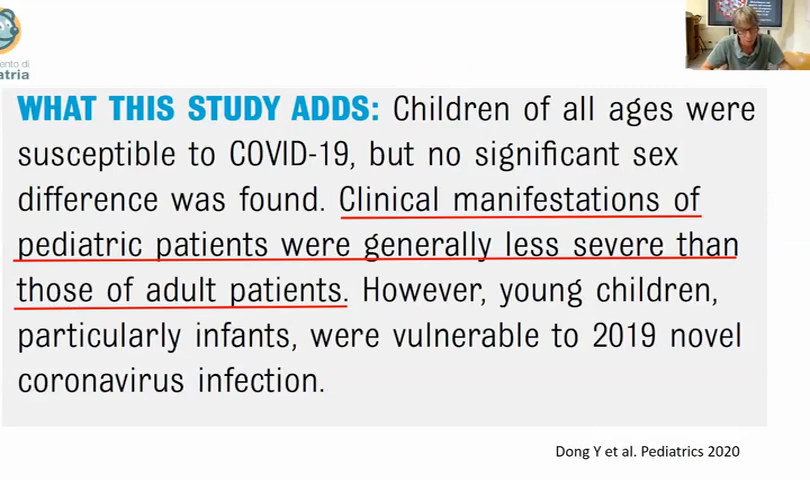 ento di
atria
WHAT THIS STUDY ADDS: Children of all ages were
susceptible to COVID-19, but no significant sex
difference was found. Clinical manifestations of
pediatric patients were generally less severe than
those of adult patients. However, young children,
particularly infants, were vulnerable to 2019 novel
coronavirus infection.
Dong Y et al. Pediatrics 2020